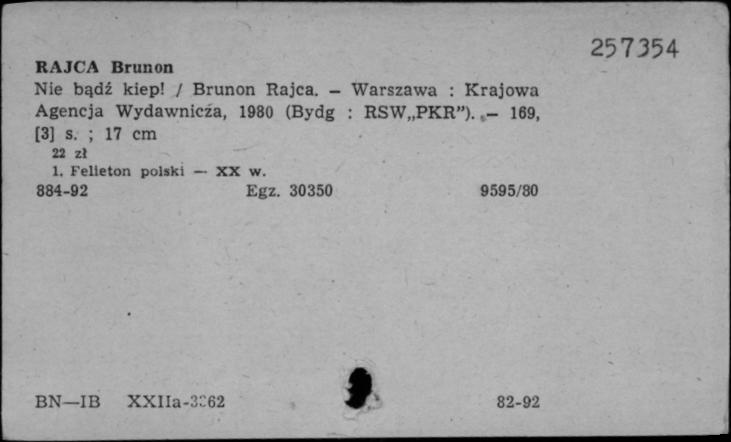 257354
RAJCA Brunon
Nie bądź kiep! / Brunon Rajca. — Warszawa : Krajowa
Agencja Wydawnicza, 1980 (Bydg : RSW„PKR”). — 169,
[3] s. ; 17 cm
22 zł
1. Felieton polski — XX w.
884-92 Egz. 30350 9595/80
BN—IB 82-92